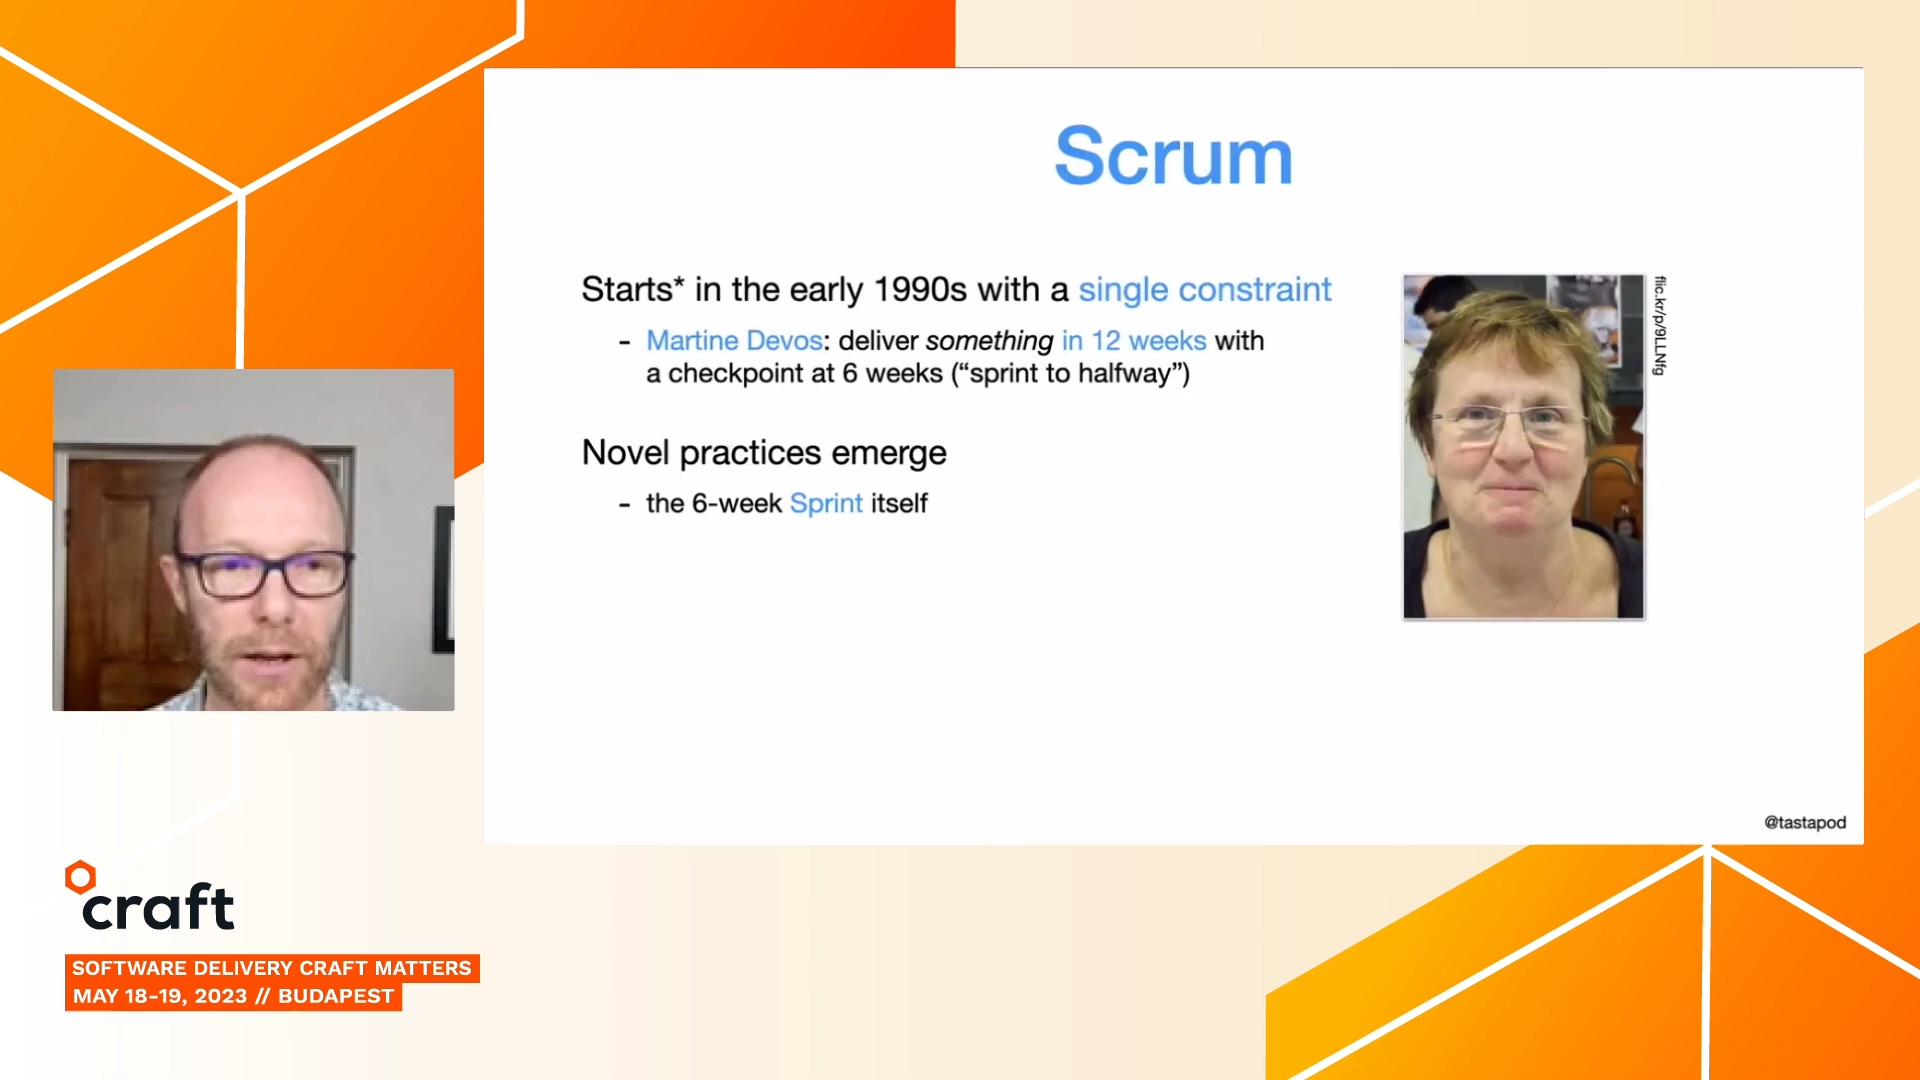 Scrum
Starts* in the early 1990s with a single constraint
- Martine Devos: deliver something in 12 weeks with
a checkpoint at 6 weeks (“sprint to halfway”)
Novel practices emerge
- the 6-week Sprint itself
flic.kr/p/9LLNfg
@tastapod
craft
SOFTWARE DELIVERY CRAFT MATTERS
MAY 18-19, 2023 // BUDAPEST